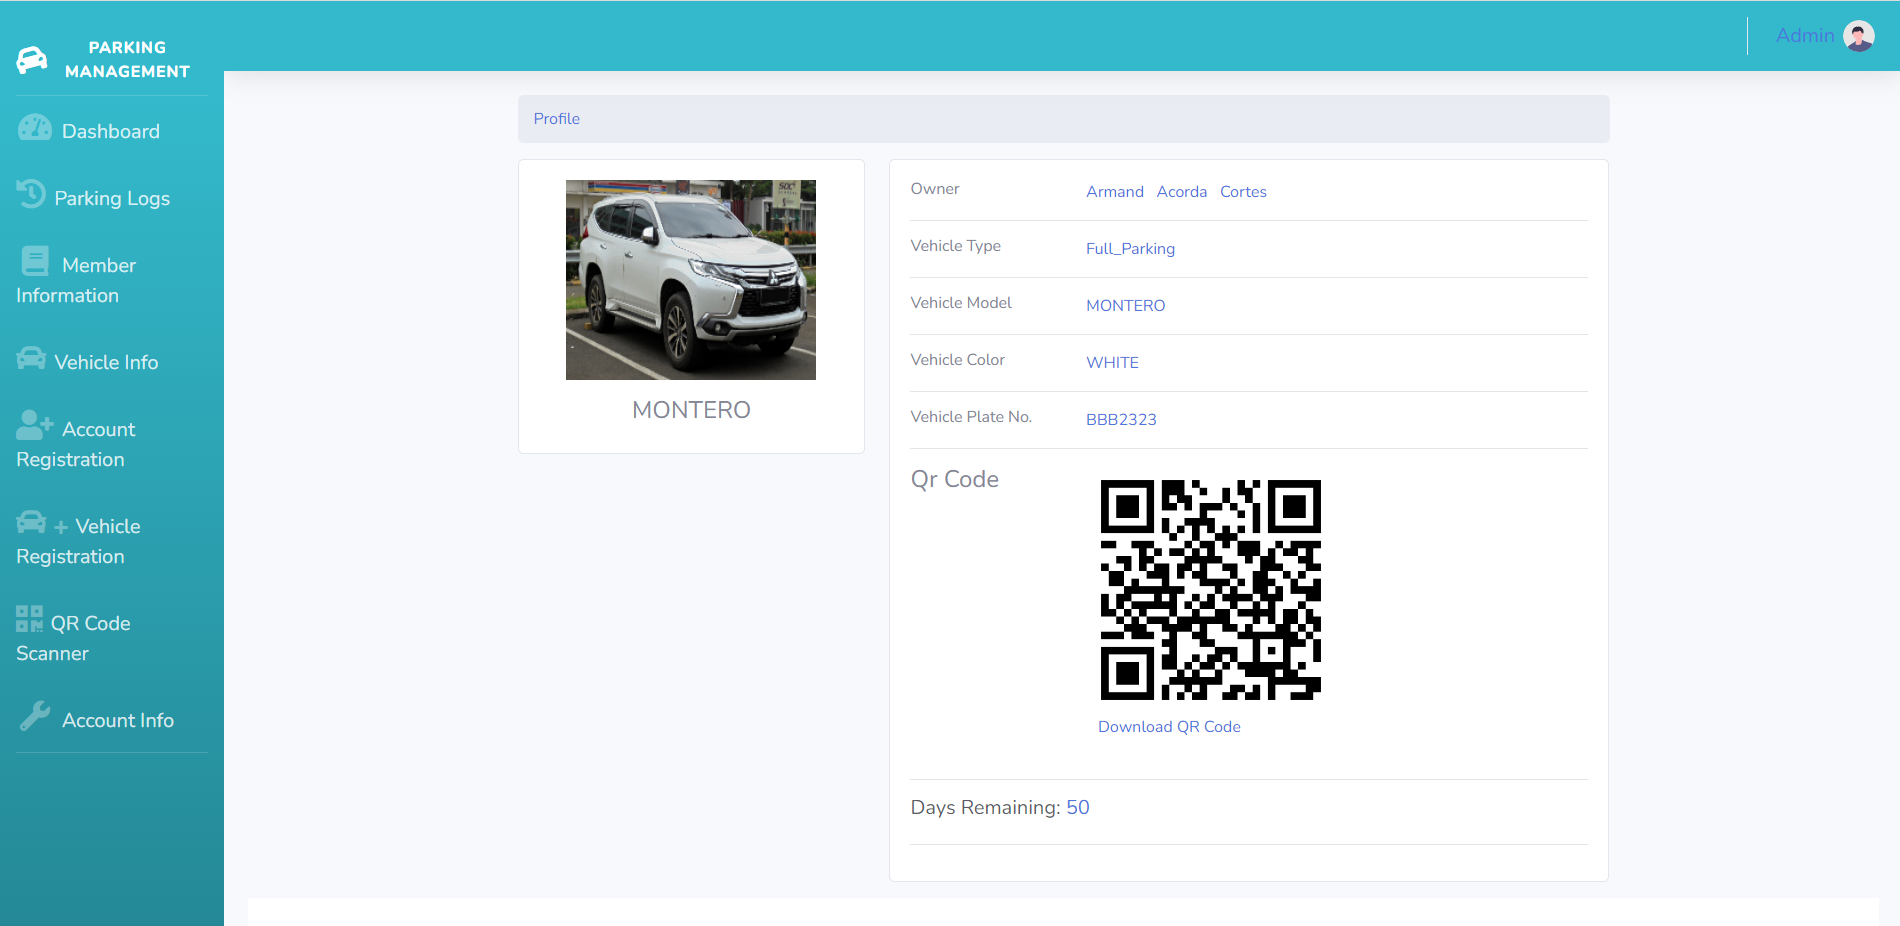 PARKING
MANAGEMENT
Admin
Dashboard
Parking Logs
Member
Information
Vehicle Info
Account
Registration
+ Vehicle
Registration
QR Code
Scanner
Account Info
Profile
MONTERO
Owner Armand Acorda Cortes
Vehicle Type Full_Parking
Vehicle Model MONTERO
Vehicle Color WHITE
Vehicle Plate No. BBB2323
Qr Code
Download QR Code
Days Remaining: 50